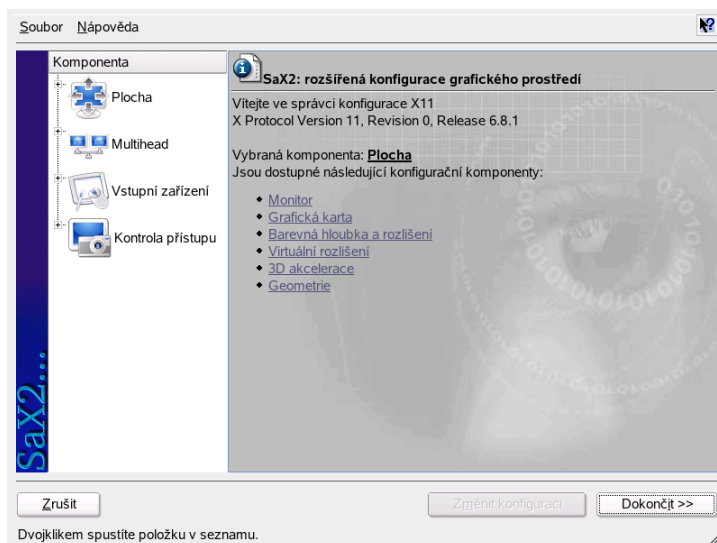 Soubor Nápověda
Komponenta
Plocha
Multihead
Vstupní zařízení
Kontrola přístupu
SaX2...
SaX2: rozšířená konfigurace grafického prostředí
Vítejte ve správci konfigurace X11
X Protocol Version 11, Revision 0, Release 6.8.1
Vybraná komponenta: Plocha
Jsou dostupné následující konfigurační komponenty:
Monitor
Grafická karta
Barevná hloubka a rozlišení
Virtuální rozlišení
3D akcelerace
Geometrie
Zrušit
Změnit konfiguraci
Dokončit >>
Dvojklikem spustíte položku v seznamu.